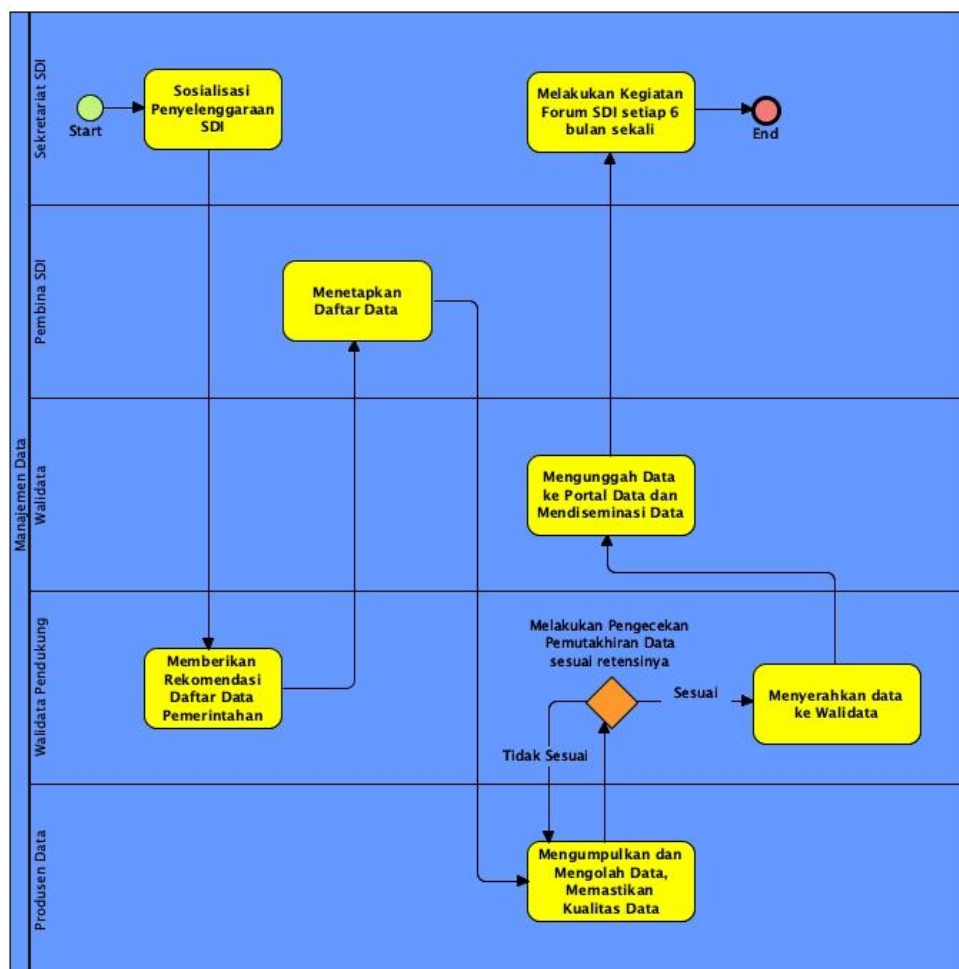 Manajemen Data
Sekretariat SDI
Start
Sosialisasi
Penyelenggaraan
SDI
Melakukan Kegiatan
Forum SDI setiap 6
bulan sekali
End
Pembina SDI
Menetapkan
Daftar Data
Walidata
Mengunggah Data
ke Portal Data dan
Mendiseminasi Data
Walidata Pendukung
Memberikan
Rekomendasi
Daftar Data
Pemerintahan
Melakukan Pengecekan
Pemutakhiran Data
sesuai retensinya
Sesuai
Tidak Sesuai
Menyerahkan data
ke Walidata
Produsen Data
Mengumpulkan dan
Mengolah Data,
Memastikan
Kualitas Data